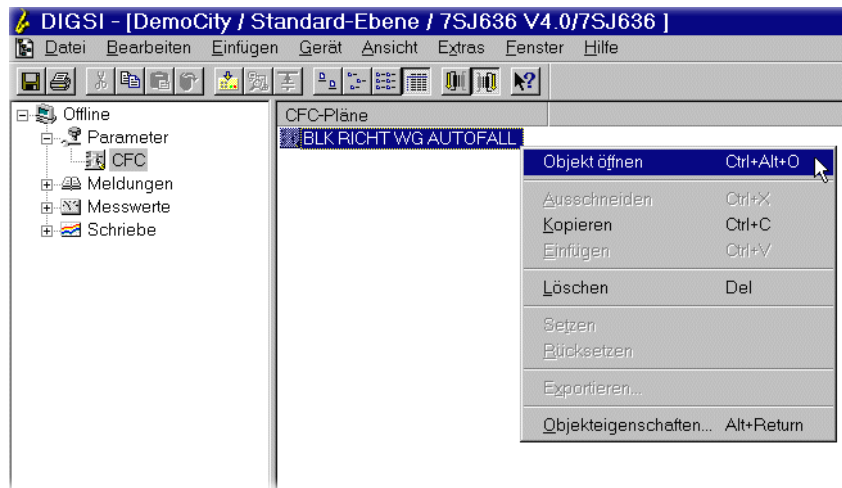 DIGSI - [DemoCity / Standard-Ebene / 7SJ636 V4.0/7SJ636 ]
Datei Bearbeiten Einfügen Gerät Ansicht Extras Fenster Hilfe
Offline
Parameter
CFC
Meldungen
Messwerte
Schriebe
CFC-Pläne
BLK RICHT WG AUTOFALL
Objekt öffnen Ctrl+Alt+O
Ausschneiden Ctrl+X
Kopieren Ctrl+C
Einfügen Ctrl+V
Löschen Del
Setzen
Rücksetzen
Exportieren...
Objekteigenschaften... Alt+Return